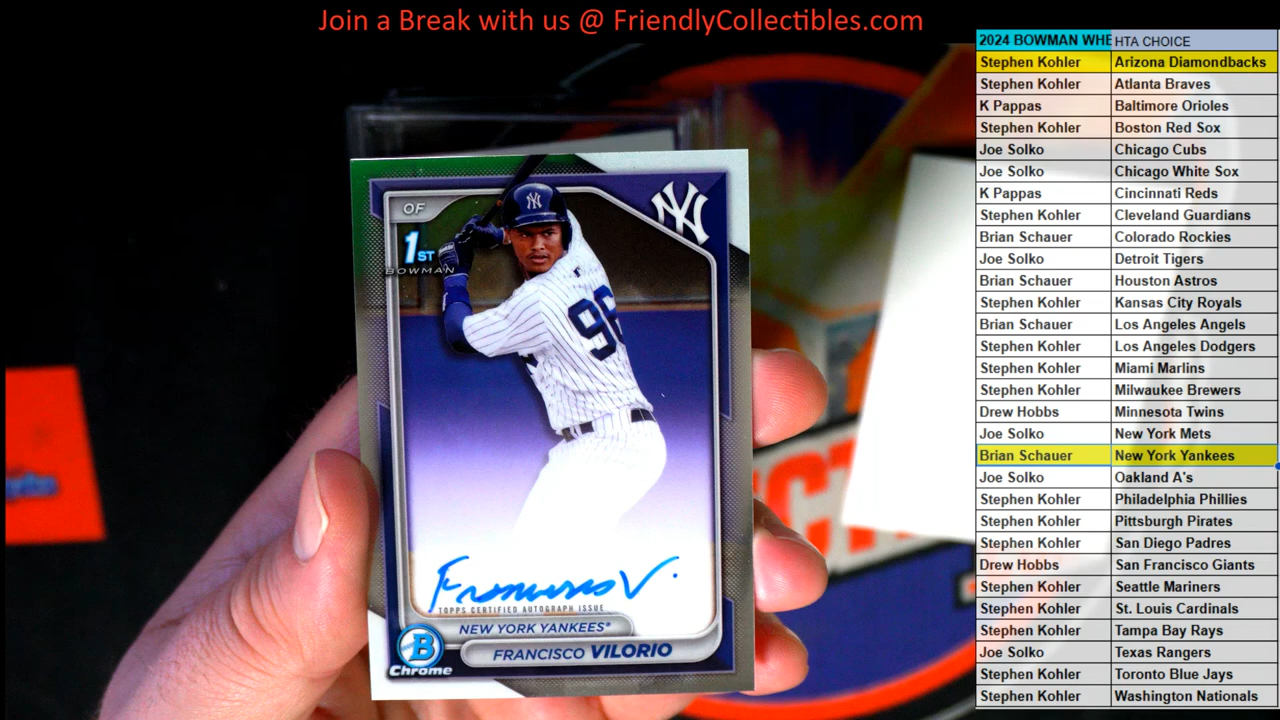 Join a Break with us @ FriendlyCollectibles.com
2024 BOWMAN WHE HTA CHOICE
Stephen Kohler Arizona Diamondbacks
Stephen Kohler Atlanta Braves
K Pappas Baltimore Orioles
Stephen Kohler Boston Red Sox
Joe Solko Chicago Cubs
Joe Solko Chicago White Sox
K Pappas Cincinnati Reds
Stephen Kohler Cleveland Guardians
Brian Schauer Colorado Rockies
Joe Solko Detroit Tigers
Brian Schauer Houston Astros
Stephen Kohler Kansas City Royals
Brian Schauer Los Angeles Angels
Stephen Kohler Los Angeles Dodgers
Stephen Kohler Miami Marlins
Stephen Kohler Milwaukee Brewers
Drew Hobbs Minnesota Twins
Joe Solko New York Mets
Brian Schauer New York Yankees
Joe Solko Oakland A's
Stephen Kohler Philadelphia Phillies
Stephen Kohler Pittsburgh Pirates
Stephen Kohler San Diego Padres
Drew Hobbs San Francisco Giants
Stephen Kohler Seattle Mariners
Stephen Kohler St. Louis Cardinals
Stephen Kohler Tampa Bay Rays
Joe Solko Texas Rangers
Stephen Kohler Toronto Blue Jays
Stephen Kohler Washington Nationals
OF
1ST
BOWMAN
NY
NY
96
Francisco V.
TOPPS CERTIFIED AUTOGRAPH ISSUE
NEW YORK YANKEES®
FRANCISCO VILORIO
B
Chrome